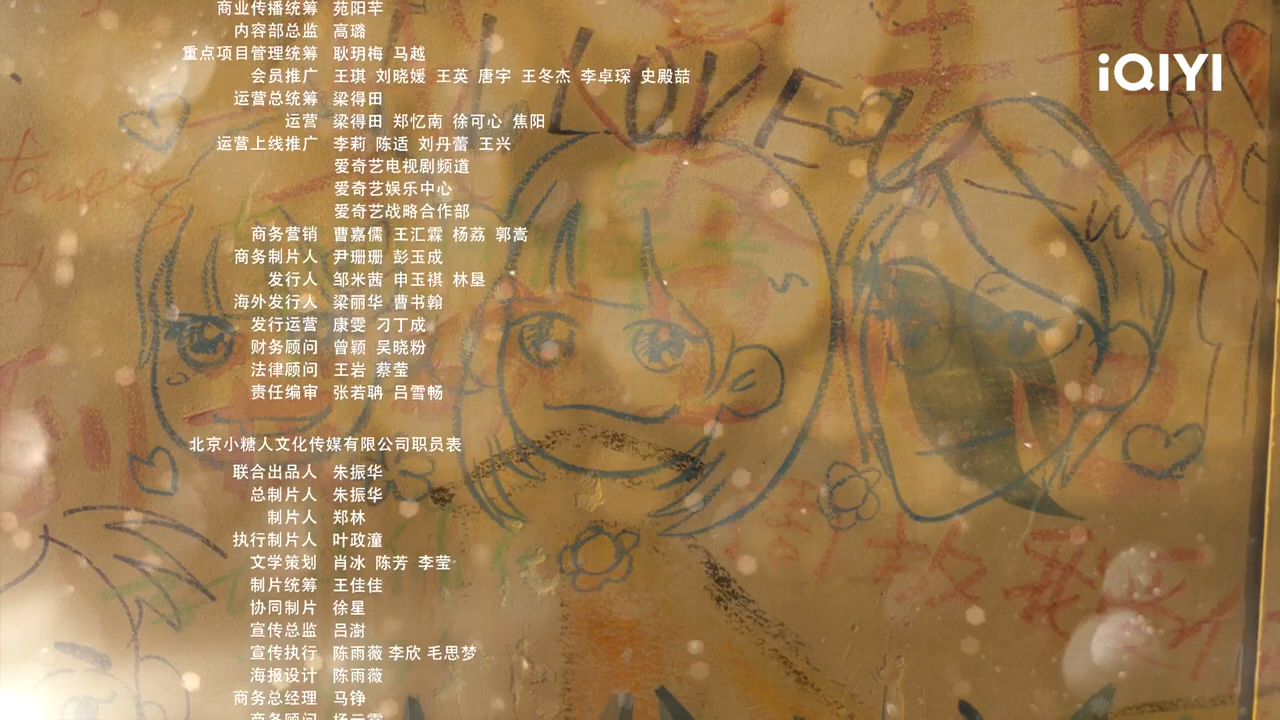 商业传播统筹 苑阳芊
内容部总监 高璐
重点项目管理统筹 耿玥梅 马越
iQIYI
会员推广 王琪 刘晓媛 王英 唐宇 王冬杰 李卓琛 史殿喆
运营总统筹 梁得田
运营 梁得田 郑忆南 徐可心 焦阳
运营上线推广 李莉 陈适 刘丹蕾 王兴
爱奇艺电视剧频道
爱奇艺娱乐中心
爱奇艺战略合作部
商务营销 曹嘉儒 王汇霖 杨荔 郭嵩
商务制片人 尹珊珊 彭玉成
发行人 邹米茜 申玉祺 林垦
海外发行人 梁丽华 曹书翰
发行运营 康雯 刁丁成
财务顾问 曾颖 吴晓粉
法律顾问 王岩 蔡莹
责任编审 张若聃 吕雪畅
北京小糖人文化传媒有限公司职员表
联合出品人 朱振华
总制片人 朱振华
制片人 郑林
执行制片人 叶政潼
文学策划 肖冰 陈芳 李莹
制片统筹 王佳佳
协同制片 徐星
宣传总监 吕澍
宣传执行 陈雨薇 李欣 毛思梦
海报设计 陈雨薇
商务总经理 马铮
I LOVE